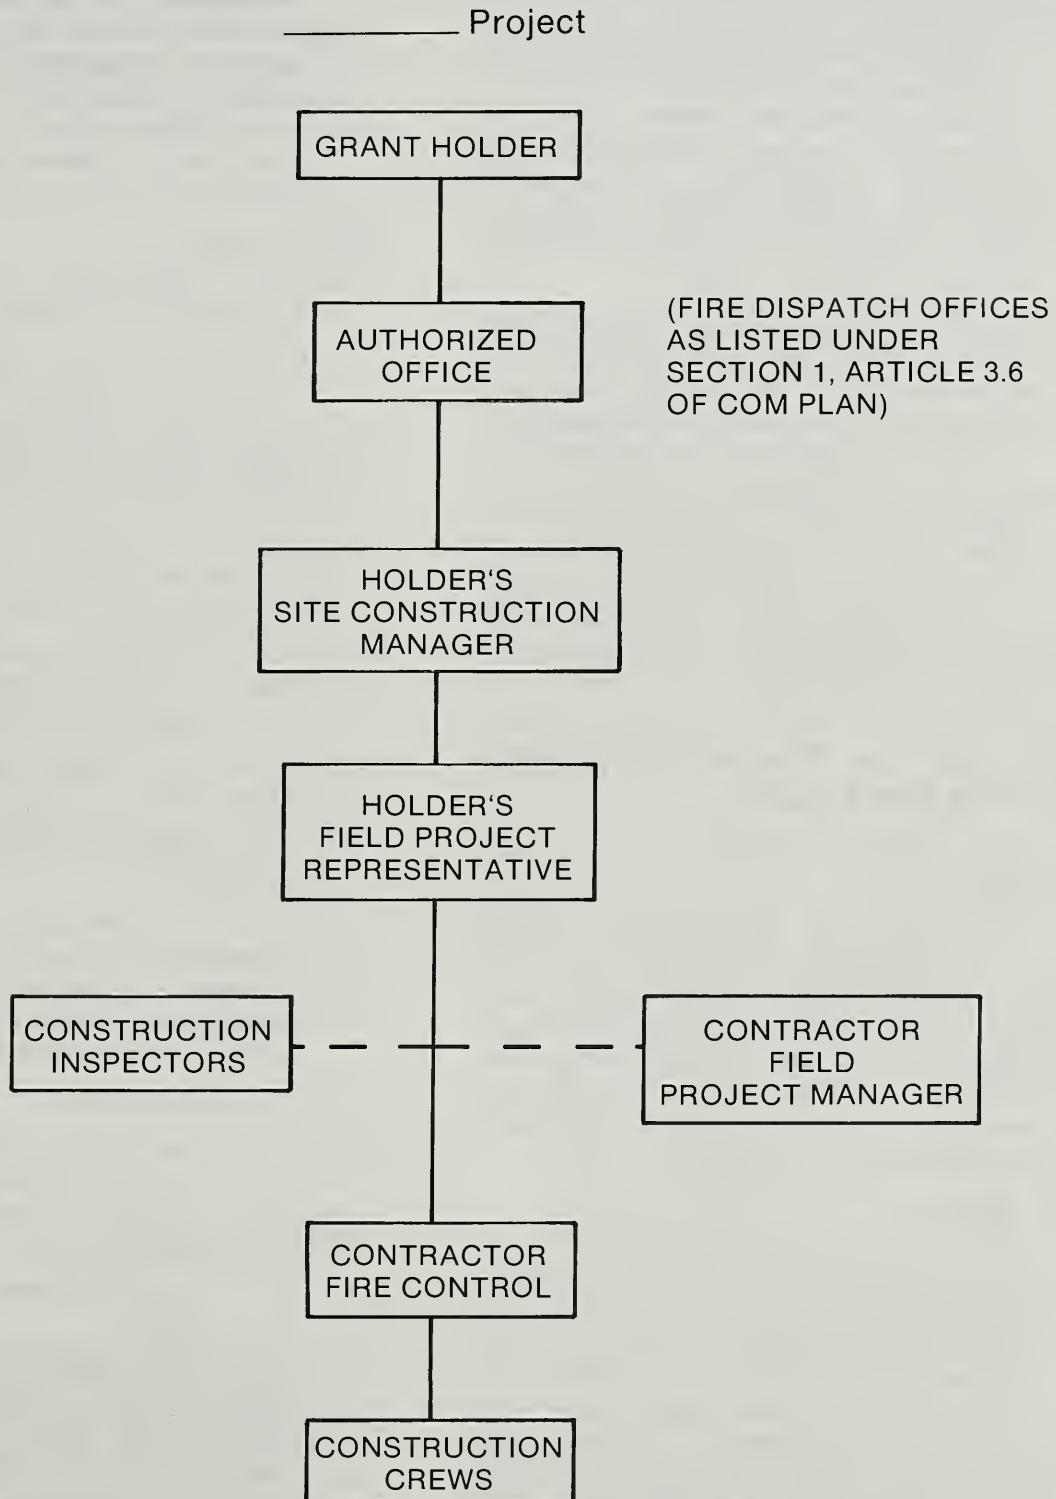 _________ Project
GRANT HOLDER
AUTHORIZED
OFFICE
(FIRE DISPATCH OFFICES
AS LISTED UNDER
SECTION 1, ARTICLE 3.6
OF COM PLAN)
HOLDER'S
SITE CONSTRUCTION
MANAGER
HOLDER'S
FIELD PROJECT
REPRESENTATIVE
CONSTRUCTION
INSPECTORS
CONTRACTOR
FIELD
PROJECT MANAGER
CONTRACTOR
FIRE CONTROL
CONSTRUCTION
CREWS